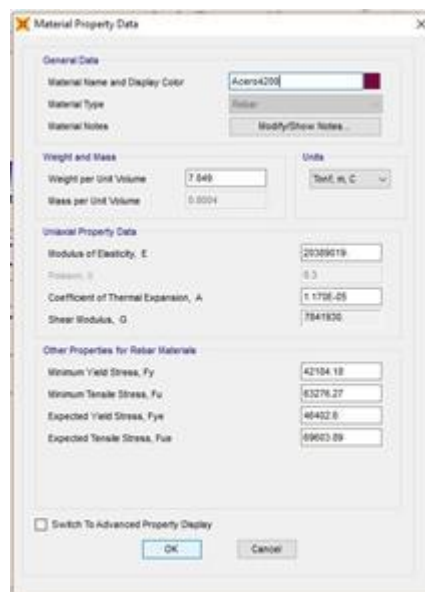 Material Property Data
General Data
Material Name and Display Color Acero4200
Material Type Rebar
Material Notes Modify/Show Notes...
Weight and Mass Units
Weight per Unit Volume 7.849 Tonf, m, C
Mass per Unit Volume 0.8004
Uniaxial Property Data
Modulus of Elasticity, E 20389019.
Poisson, U 0.3
Coefficient of Thermal Expansion, A 1.170E-05
Shear Modulus, G 7841930.
Other Properties for Rebar Materials
Minimum Yield Stress, Fy 42184.18
Minimum Tensile Stress, Fu 63276.27
Expected Yield Stress, Fye 46402.6
Expected Tensile Stress, Fue 69603.89
Switch To Advanced Property Display
OK Cancel